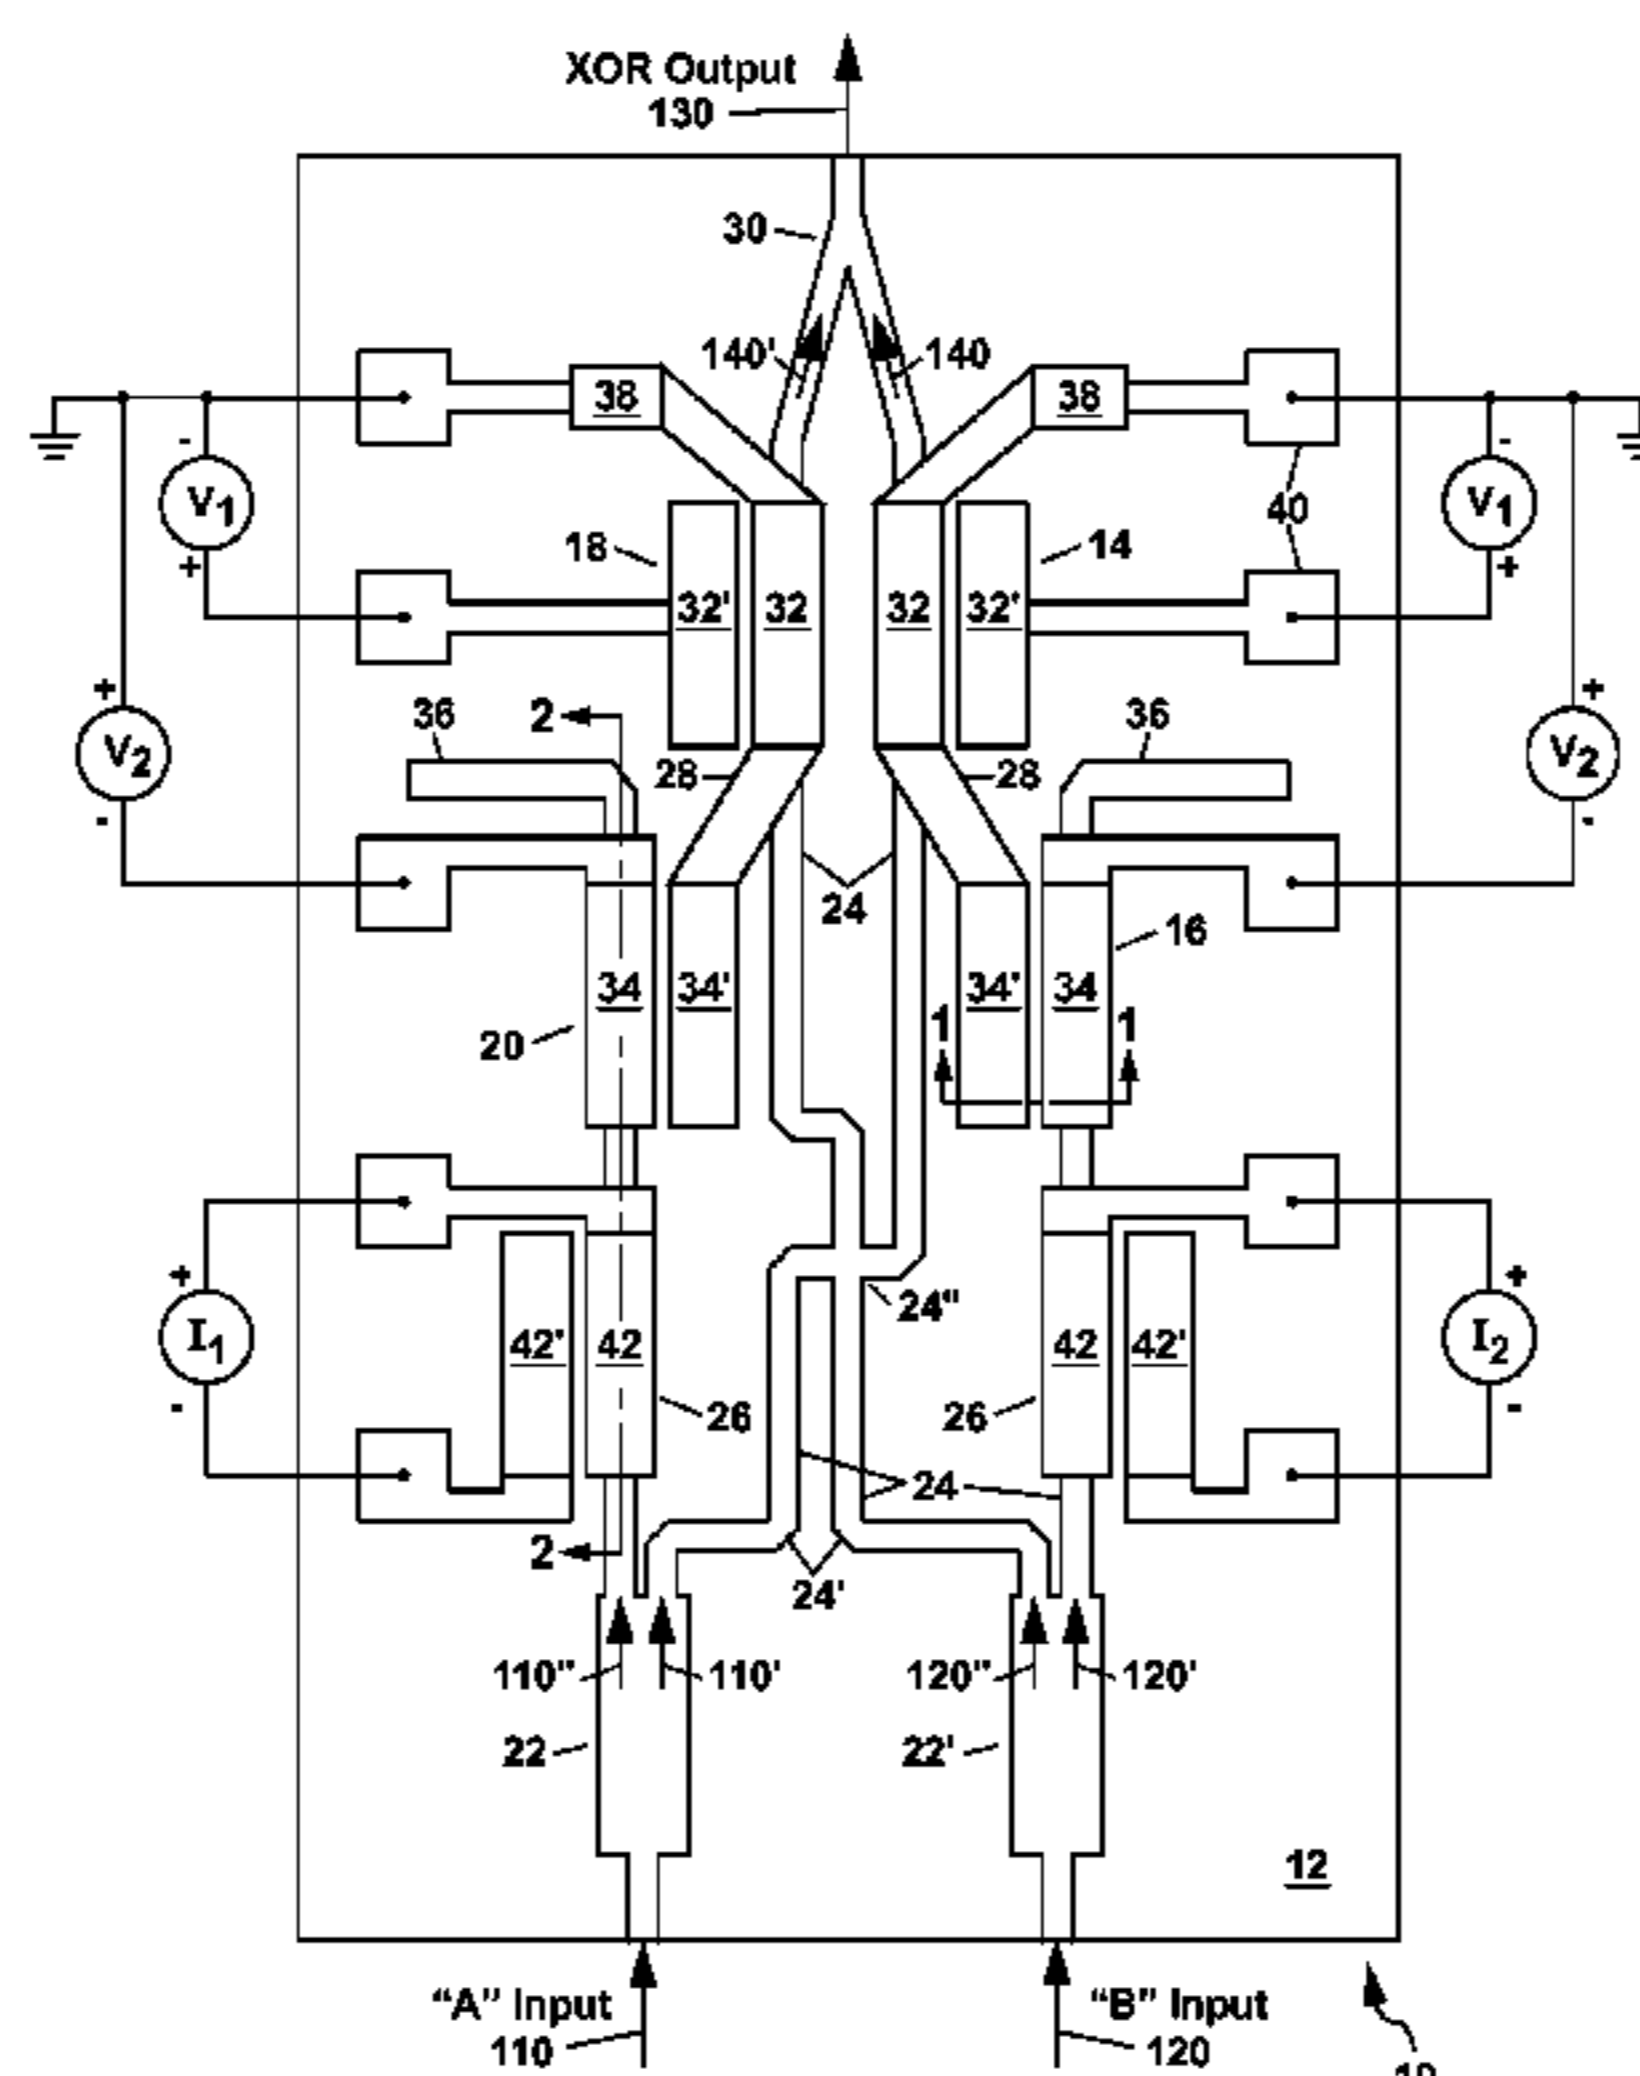 XOR Output
130
30
140' 140
38 38
- -
V1 40 V1
18 14
+ +
32' 32 32 32'
+ 2 36 36 +
V2 28 28 V2
- -
24
16
34 34' 34' 34
1 1
20
+ 24" +
I1 42' 42 42 42' I2
- 26 26 -
24
2
24'
110" 110' 120" 120'
22 22'
12
“A” Input “B” Input
110 120